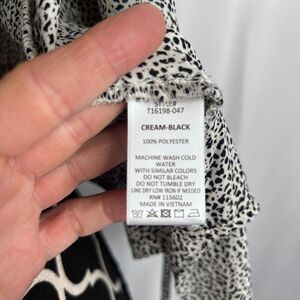 STYLE#
T16198-047
CREAM-BLACK
100% POLYESTER
MACHINE WASH COLD
WATER
WITH SIMILAR COLORS
DO NOT BLEACH
DO NOT TUMBLE DRY
LINE DRY LOW IRON IF NEEDED
RN# 115602
MADE IN VIETNAM